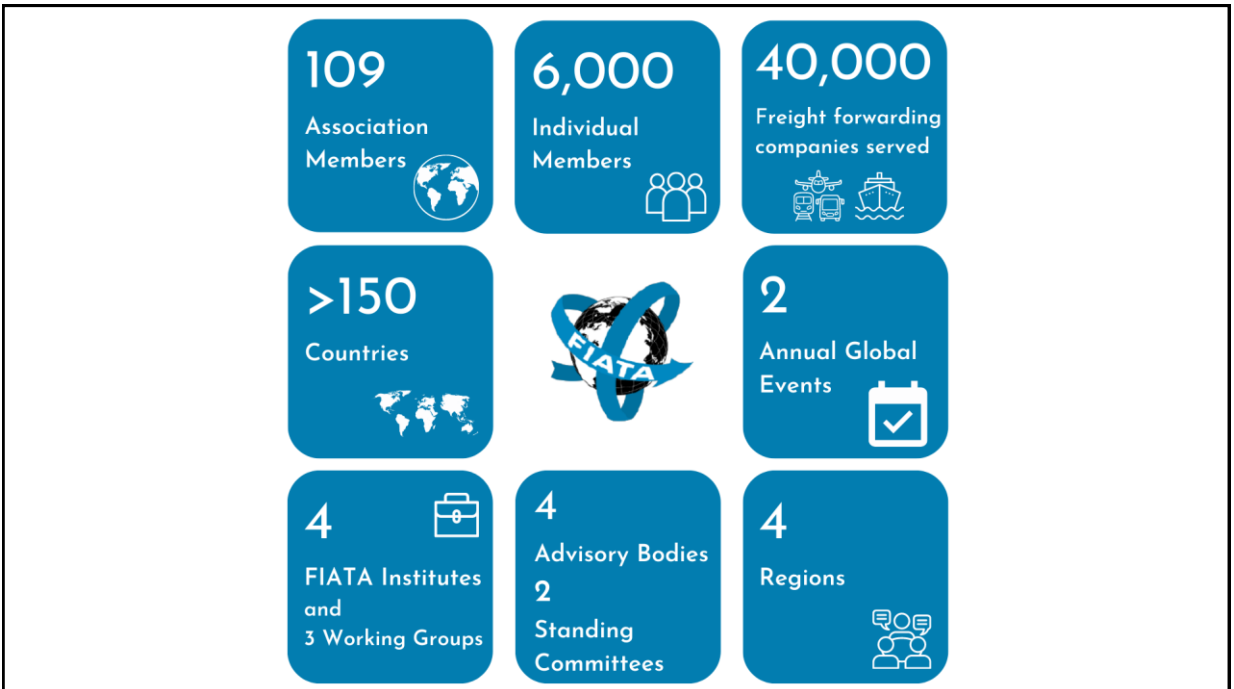 109
Association
Members
6,000
Individual
Members
40,000
Freight forwarding
companies served
>150
Countries
FIATA
2
Annual Global
Events
4
FIATA Institutes
and
3 Working Groups
4
Advisory Bodies
2
Standing
Committees
4
Regions